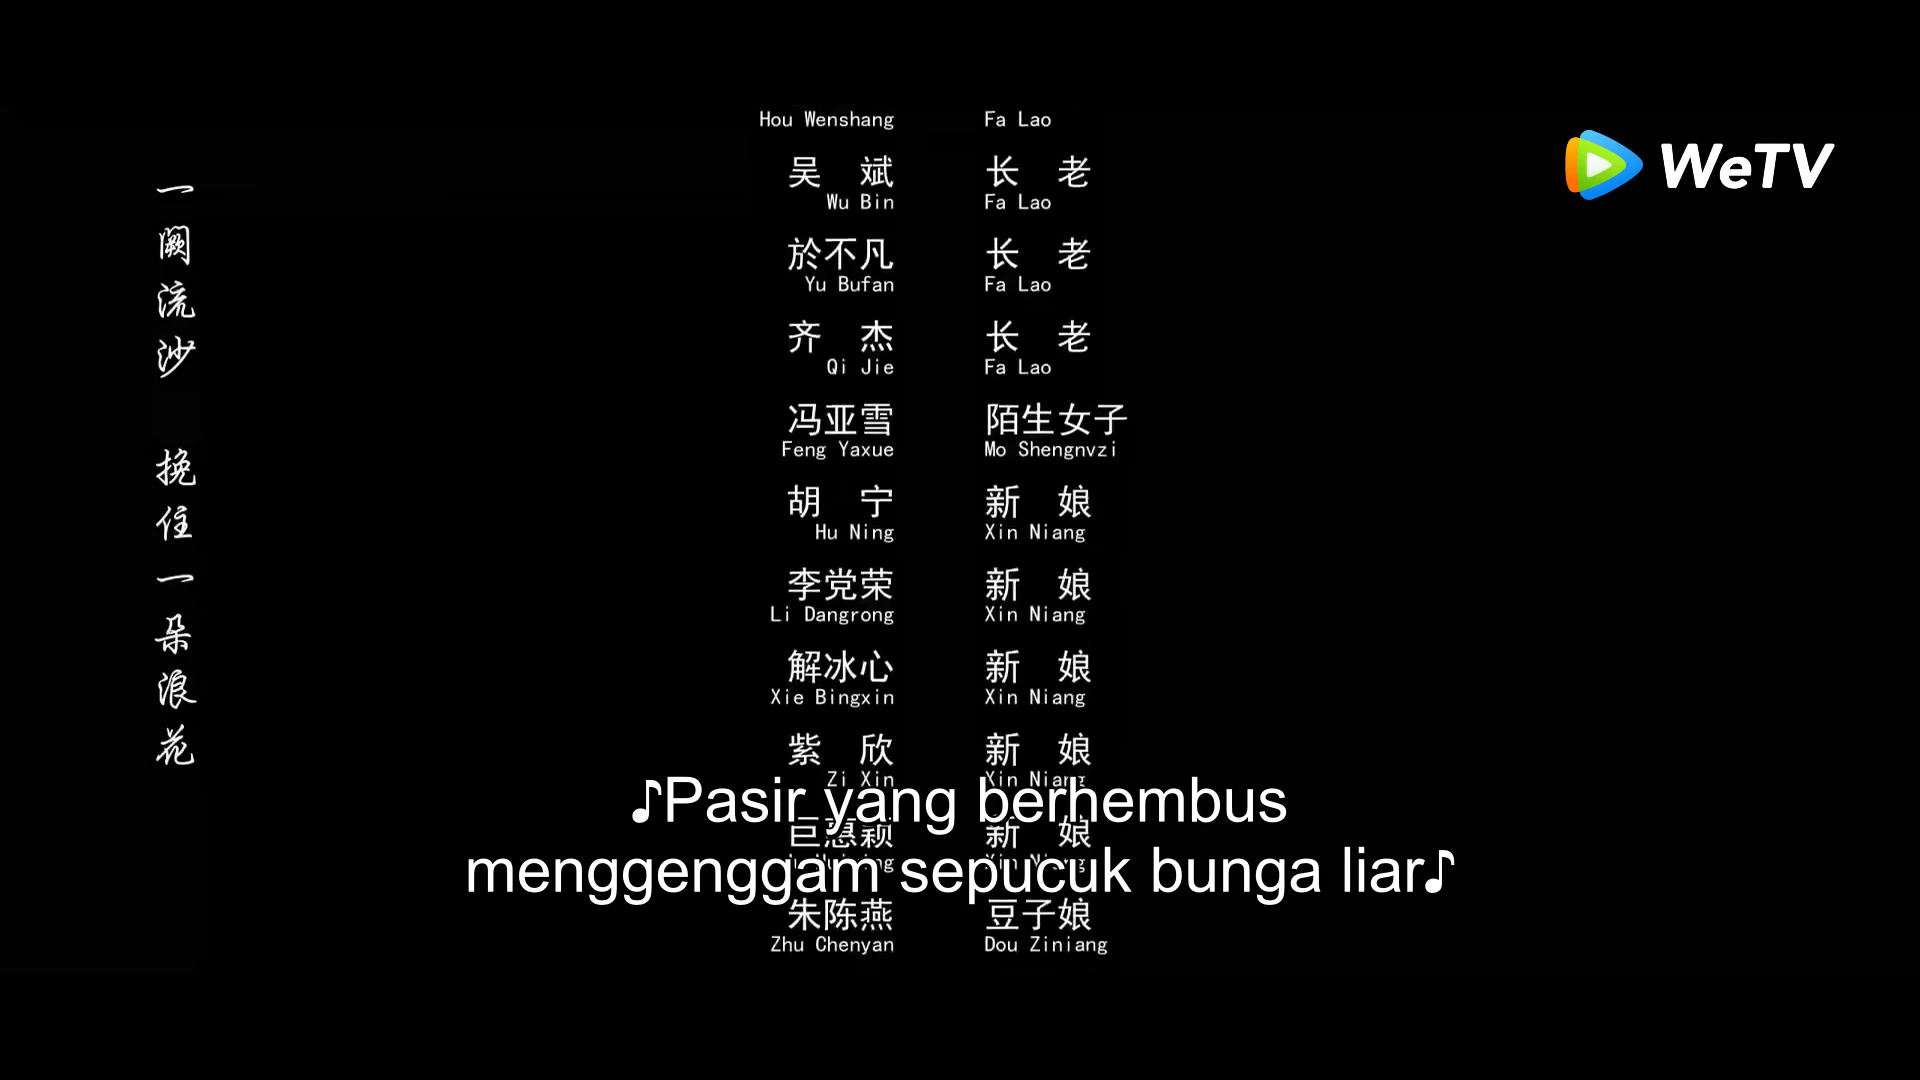 一阙流沙 挽住一朵浪花
Hou Wenshang Fa Lao
吴 斌 长 老
Wu Bin Fa Lao
於不凡 长 老
Yu Bufan Fa Lao
齐 杰 长 老
Qi Jie Fa Lao
冯亚雪 陌生女子
Feng Yaxue Mo Shengnvzi
胡 宁 新 娘
Hu Ning Xin Niang
李党荣 新 娘
Li Dangrong Xin Niang
解冰心 新 娘
Xie Bingxin Xin Niang
紫 欣 新 娘
Zi Xin Xin Niang
巨惠颖 新 娘
朱陈燕 豆子娘
Zhu Chenyan Dou Ziniang
♪Pasir yang berhembus
menggenggam sepucuk bunga liar♪
WeTV